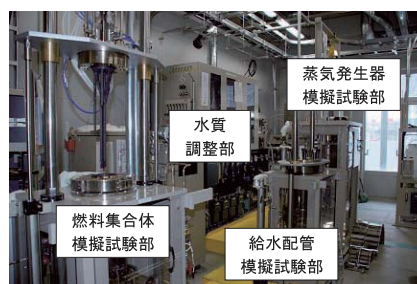 蒸気発生器
模擬試験部
水質
調整部
燃料集合体
模擬試験部
給水配管
模擬試験部